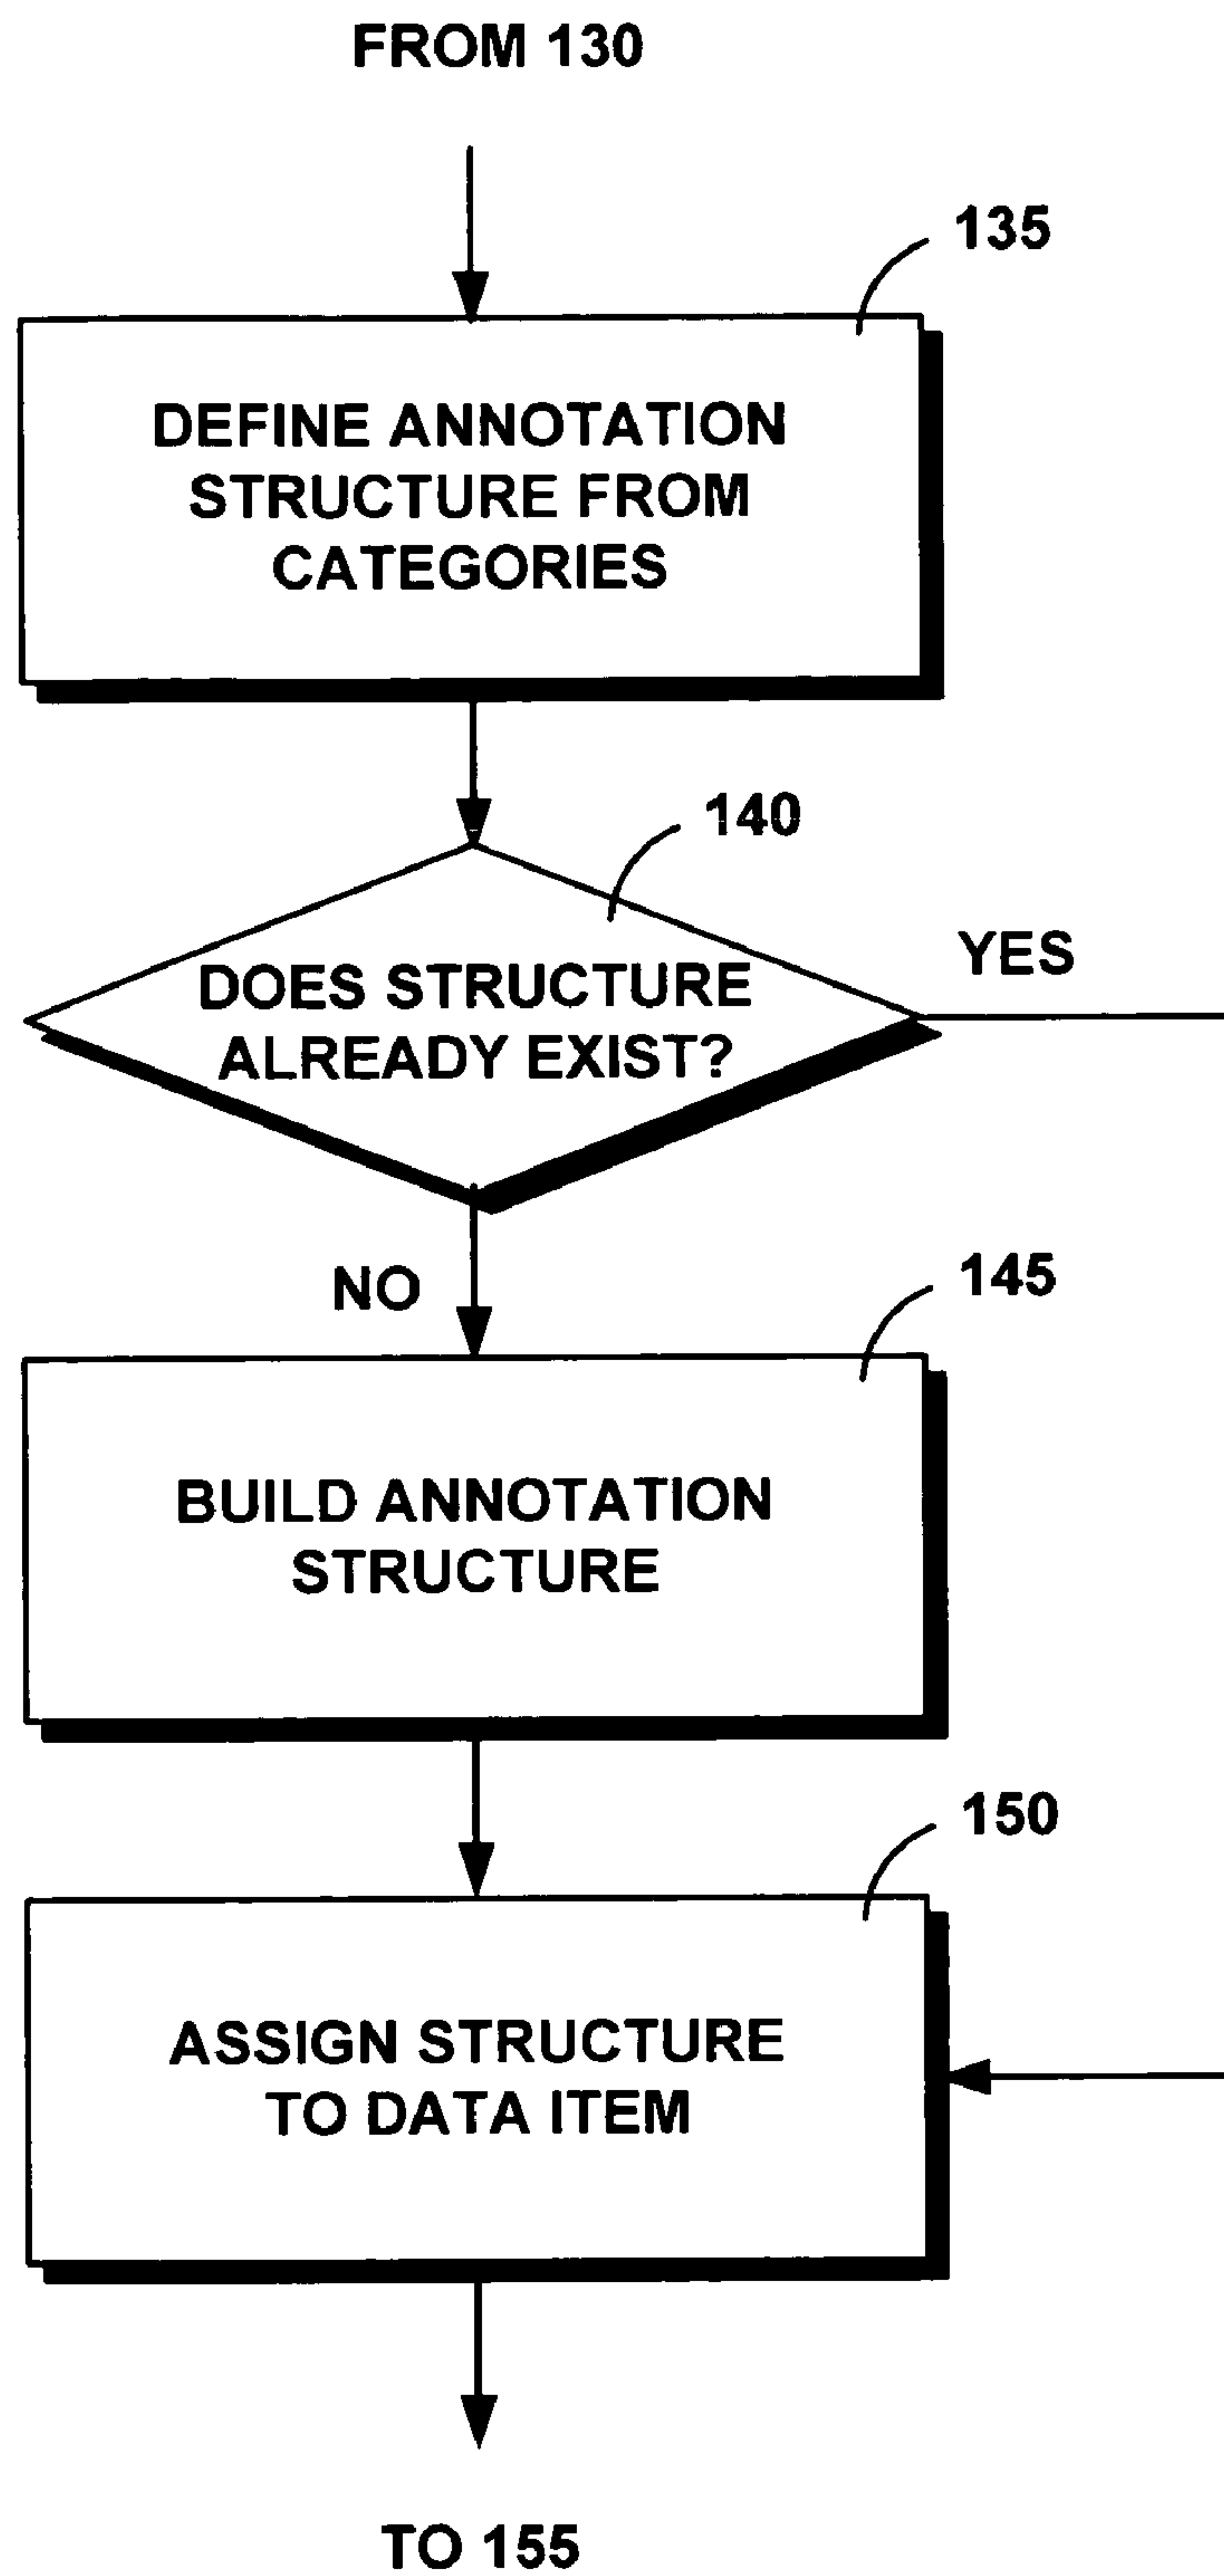 FROM 130
135
DEFINE ANNOTATION
STRUCTURE FROM
CATEGORIES
140
YES
DOES STRUCTURE
ALREADY EXIST?
NO
145
BUILD ANNOTATION
STRUCTURE
150
ASSIGN STRUCTURE
TO DATA ITEM
TO 155